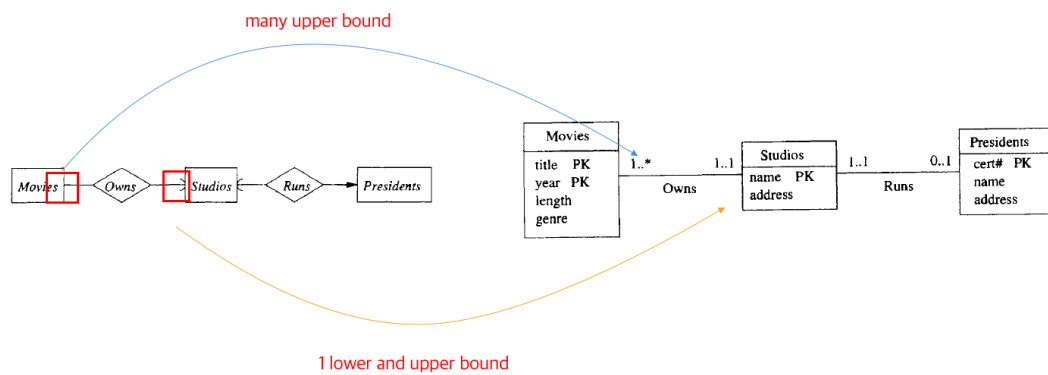 many upper bound
Movies
Owns
Studios
Runs
Presidents
Movies
title PK
year PK
length
genre
1..*
1..1
Owns
Studios
name PK
address
1..1
0..1
Runs
Presidents
cert# PK
name
address
1 lower and upper bound